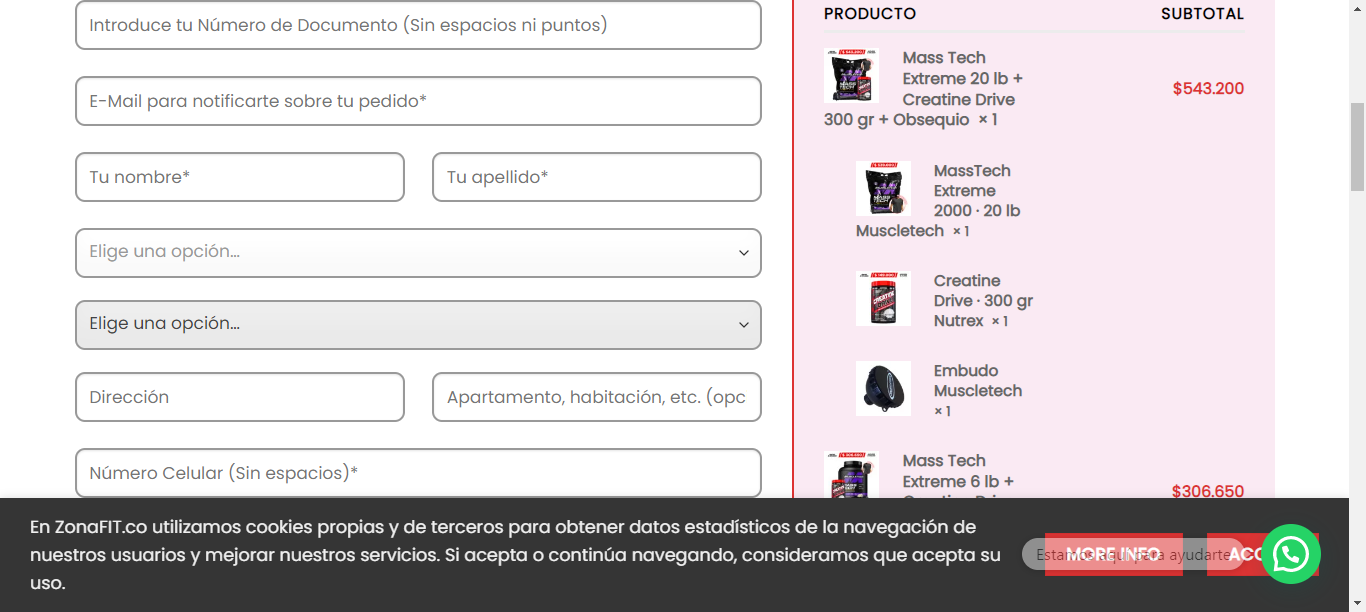 Introduce tu Número de Documento (Sin espacios ni puntos)
E-Mail para notificarte sobre tu pedido*
Tu nombre*
Tu apellido*
Elige una opción...
Elige una opción...
Dirección
Apartamento, habitación, etc. (opc
Número Celular (Sin espacios)*
PRODUCTO
SUBTOTAL
Mass Tech
Extreme 20 lb +
Creatine Drive
300 gr + Obsequio × 1
$543.200
MassTech
Extreme
2000 · 20 lb
Muscletech × 1
Creatine
Drive · 300 gr
Nutrex × 1
Embudo
Muscletech
× 1
Mass Tech
Extreme 6 lb +
$306.650
En ZonaFIT.co utilizamos cookies propias y de terceros para obtener datos estadísticos de la navegación de
nuestros usuarios y mejorar nuestros servicios. Si acepta o continúa navegando, consideramos que acepta su
uso.
MORE INFO
Estamos aquí para ayudarte
ACC